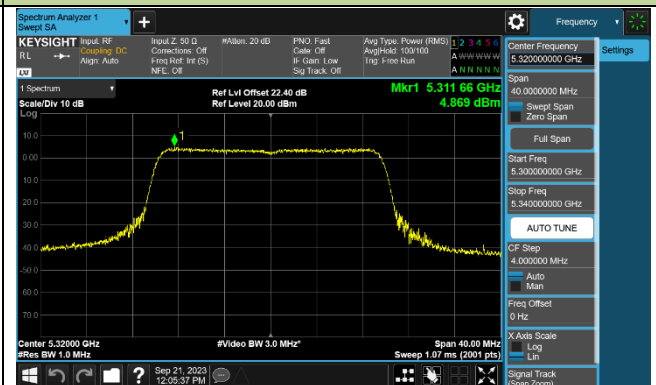 Spectrum Analyzer 1
Swept SA
+
Frequency
KEYSIGHT
RL
Input: RF
Coupling: DC
Align: Auto
Input Z: 50 Ω
Corrections: Off
Freq Ref: Int (S)
NFE: Off
#Atten: 20 dB
PNO: Fast
Gate: Off
IF Gain: Low
Sig Track: Off
Avg Type: Power (RMS)
Avg|Hold: 100/100
Trig: Free Run
1 2 3 4 5 6
A W W W W W
A N N N N N
LXI
1 Spectrum
Scale/Div 10 dB
Log
Ref Lvl Offset 22.40 dB
Ref Level 20.00 dBm
Mkr1 5.311 66 GHz
4.869 dBm
1
10.0
0.00
-10.0
-20.0
-30.0
-40.0
-50.0
-60.0
-70.0
Center 5.32000 GHz
#Res BW 1.0 MHz
#Video BW 3.0 MHz*
Span 40.00 MHz
Sweep 1.07 ms (2001 pts)
Sep 21, 2023
12:05:37 PM
?
Center Frequency
5.320000000 GHz
Settings
Span
40.0000000 MHz
Swept Span
Zero Span
Full Span
Start Freq
5.300000000 GHz
Stop Freq
5.340000000 GHz
AUTO TUNE
CF Step
4.000000 MHz
Auto
Man
Freq Offset
0 Hz
X Axis Scale
Log
Lin
Signal Track
(Span Zoom)